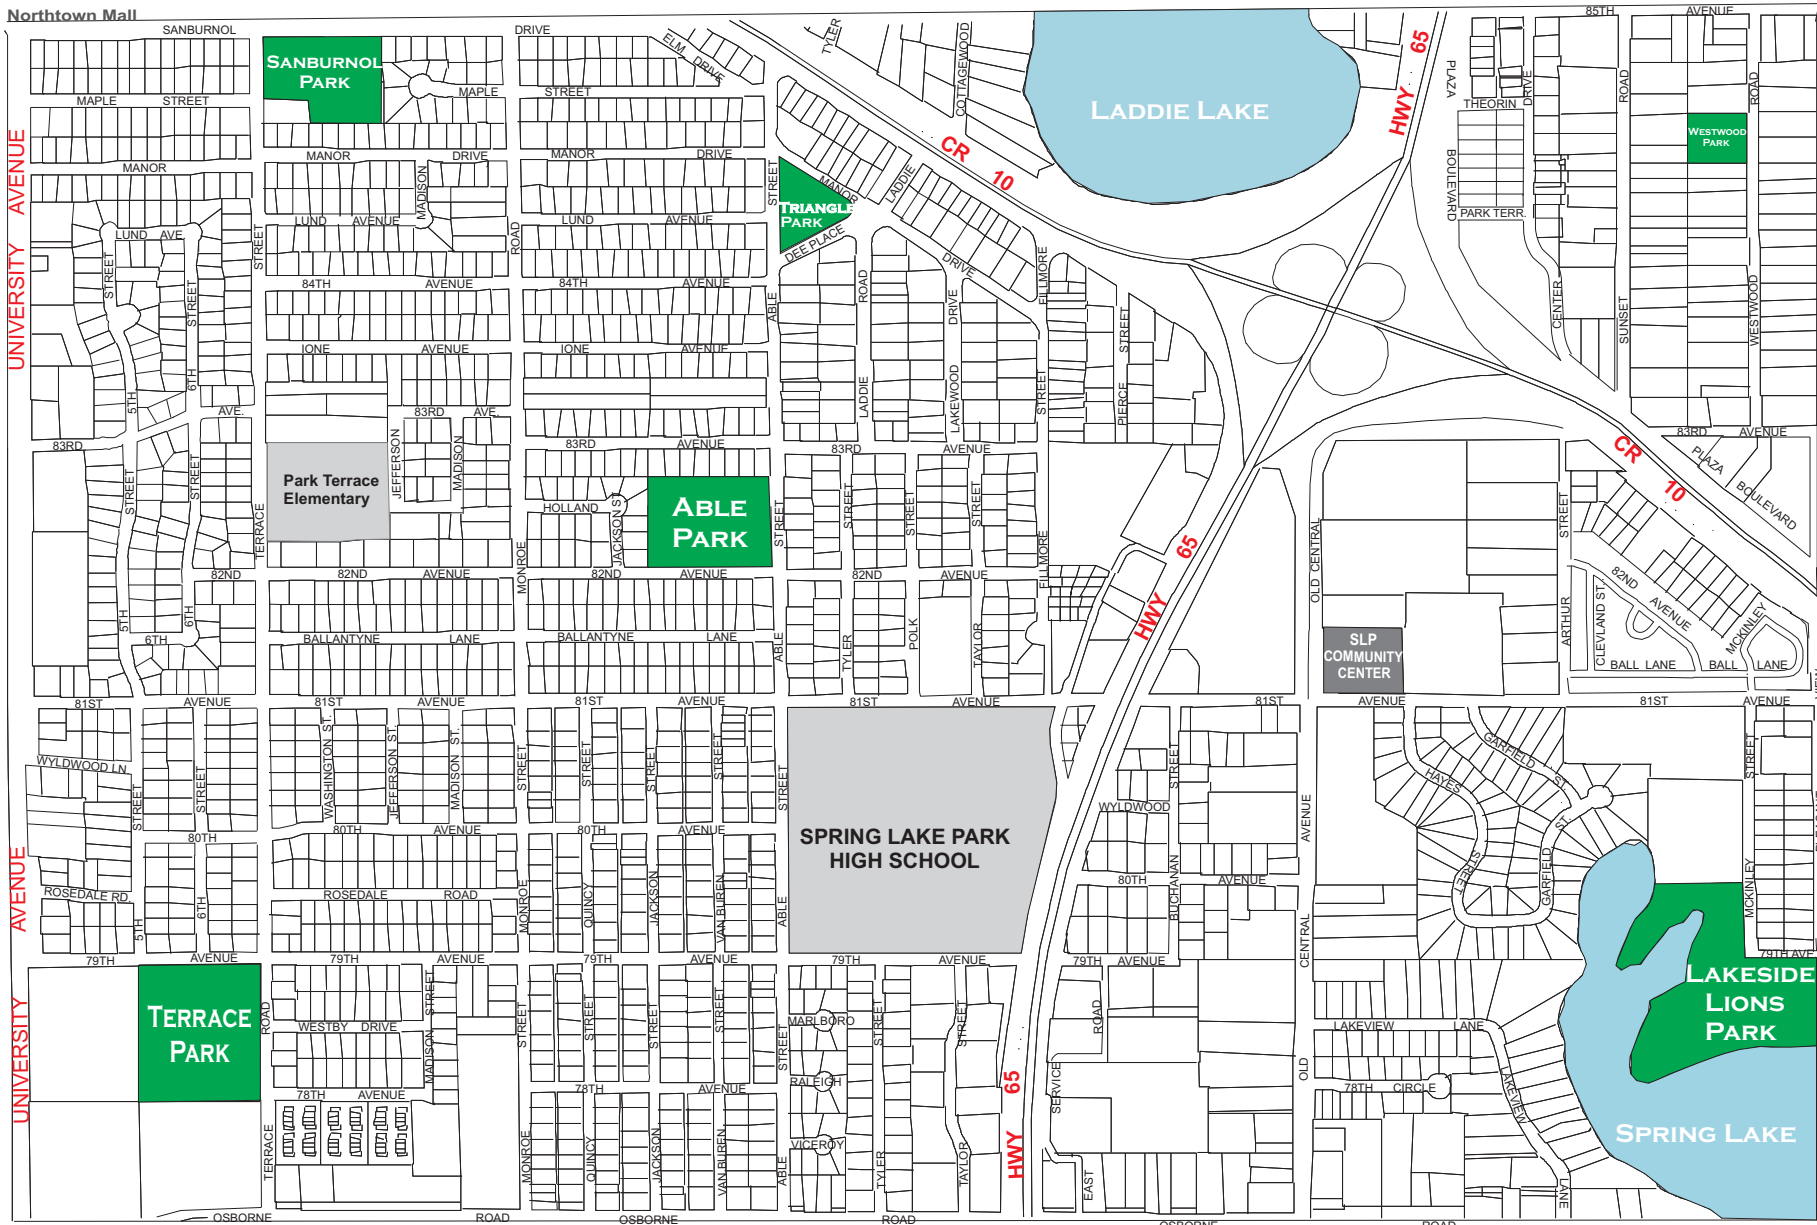 Northtown Mall
SANBURNOL
DRIVE
85TH
AVENUE
SANBURNOL
PARK
ELM
DRIVE
TYLER
COTTAGEWOOD
LADDIE LAKE
HWY
65
PLAZA
BOULEVARD
THEORIN
DRIVE
ROAD
ROAD
MAPLE
STREET
MAPLE
STREET
WESTWOOD
PARK
UNIVERSITY
AVENUE
MANOR
MANOR
DRIVE
MANOR
DRIVE
CR
10
MADISON
STREET
TRIANGLE
PARK
MANOR
LADDIE
DEE PLACE
DRIVE
LUND
AVE
LUND
AVENUE
LUND
AVENUE
PARK TERR.
STREET
STREET
STREET
ROAD
84TH
AVENUE
84TH
AVENUE
ABLE
ROAD
DRIVE
FILLMORE
STREET
CENTER
SUNSET
WESTWOOD
IONE
AVENUE
IONE
AVENUE
6TH
5TH
LADDIE
LAKEWOOD
STREET
PIERCE
AVE.
83RD
AVE.
83RD
83RD
AVENUE
83RD
AVENUE
83RD
AVENUE
JEFFERSON
MADISON
CR
10
PLAZA
BOULEVARD
Park Terrace
Elementary
ABLE
PARK
STREET
STREET
HOLLAND
JACKSON ST
STREET
STREET
STREET
STREET
STREET
TERRACE
MONROE
FILLMORE
65
HWY
OLD CENTRAL
82ND
82ND
AVENUE
82ND
AVENUE
82ND
AVENUE
82ND
AVENUE
5TH
6TH
6TH
BALLANTYNE
LANE
BALLANTYNE
LANE
ABLE
TYLER
POLK
TAYLOR
SLP
COMMUNITY
CENTER
ARTHUR
CLEVLAND ST.
MCKINLEY
BALL LANE
BALL
LANE
81ST
AVENUE
81ST
AVENUE
81ST
AVENUE
81ST
AVENUE
81ST
AVENUE
81ST
AVENUE
WYLDWOOD LN
STREET
STREET
WASHINGTON ST.
JEFFERSON ST.
MADISON ST.
STREET
STREET
STREET
STREET
STREET
STREET
STREET
GARFIELD
ST.
HAYES
STREET
GARFIELD
ST.
WYLDWOOD
SPRING LAKE PARK
HIGH SCHOOL
AVENUE
80TH
80TH
AVENUE
80TH
AVENUE
80TH
AVENUE
UNIVERSITY
AVENUE
ROSEDALE RD.
ROSEDALE
ROAD
5TH
6TH
MONROE
QUINCY
JACKSON
VAN BUREN
ABLE
BUCHANAN
CENTRAL
MCKINLEY
79TH
AVENUE
79TH
AVENUE
79TH
AVENUE
79TH
AVENUE
79TH
AVENUE
79TH AVE
TERRACE
PARK
LAKESIDE
LIONS
PARK
ROAD
STREET
STREET
STREET
STREET
STREET
STREET
STREET
STREET
ROAD
WESTBY
DRIVE
MARLBORO
LAKEVIEW
LANE
MADISON
RALEIGH
65
HWY
SERVICE
OLD
78TH
AVENUE
78TH
AVENUE
78TH
CIRCLE
LAKEVIEW
LANE
SPRING LAKE
VICEROY
TERRACE
MONROE
QUINCY
JACKSON
VAN BUREN
ABLE
TYLER
TAYLOR
EAST
OSBORNE
ROAD
OSBORNE
ROAD
OSBORNE
ROAD